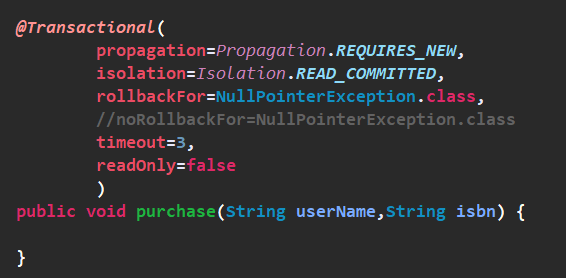 @Transactional(
propagation=Propagation.REQUIRES_NEW,
isolation=Isolation.READ_COMMITTED,
rollbackFor=NullPointerException.class,
//noRollbackFor=NullPointerException.class
timeout=3,
readOnly=false
)
public void purchase(String userName,String isbn) {
}